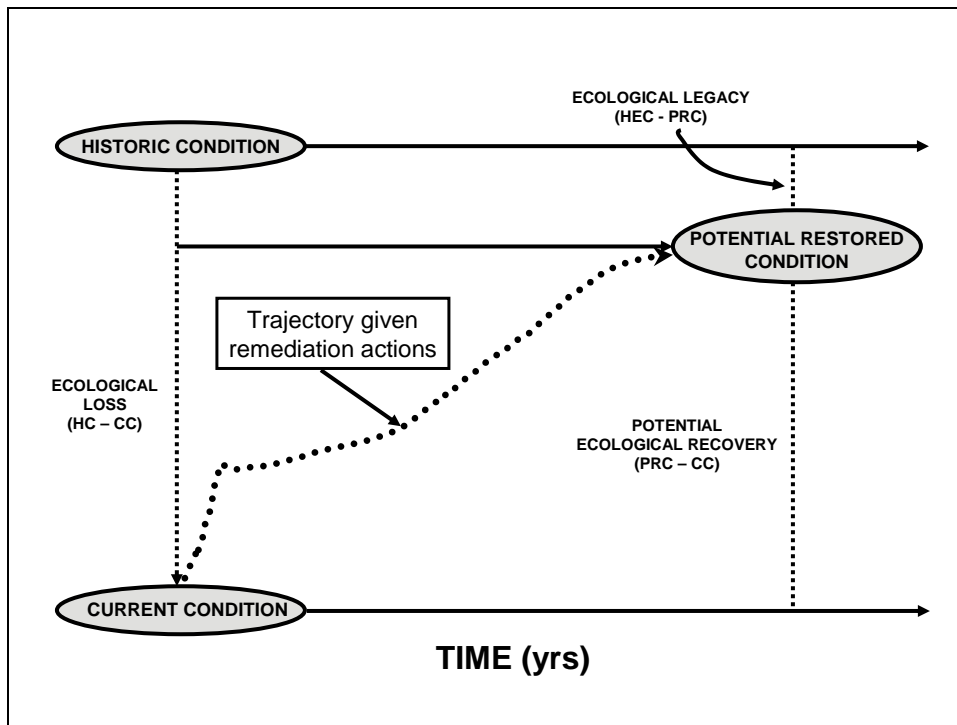 ECOLOGICAL LEGACY
(HEC - PRC)
HISTORIC CONDITION
POTENTIAL RESTORED
CONDITION
Trajectory given
remediation actions
ECOLOGICAL
LOSS
(HC – CC)
POTENTIAL
ECOLOGICAL RECOVERY
(PRC – CC)
CURRENT CONDITION
TIME (yrs)